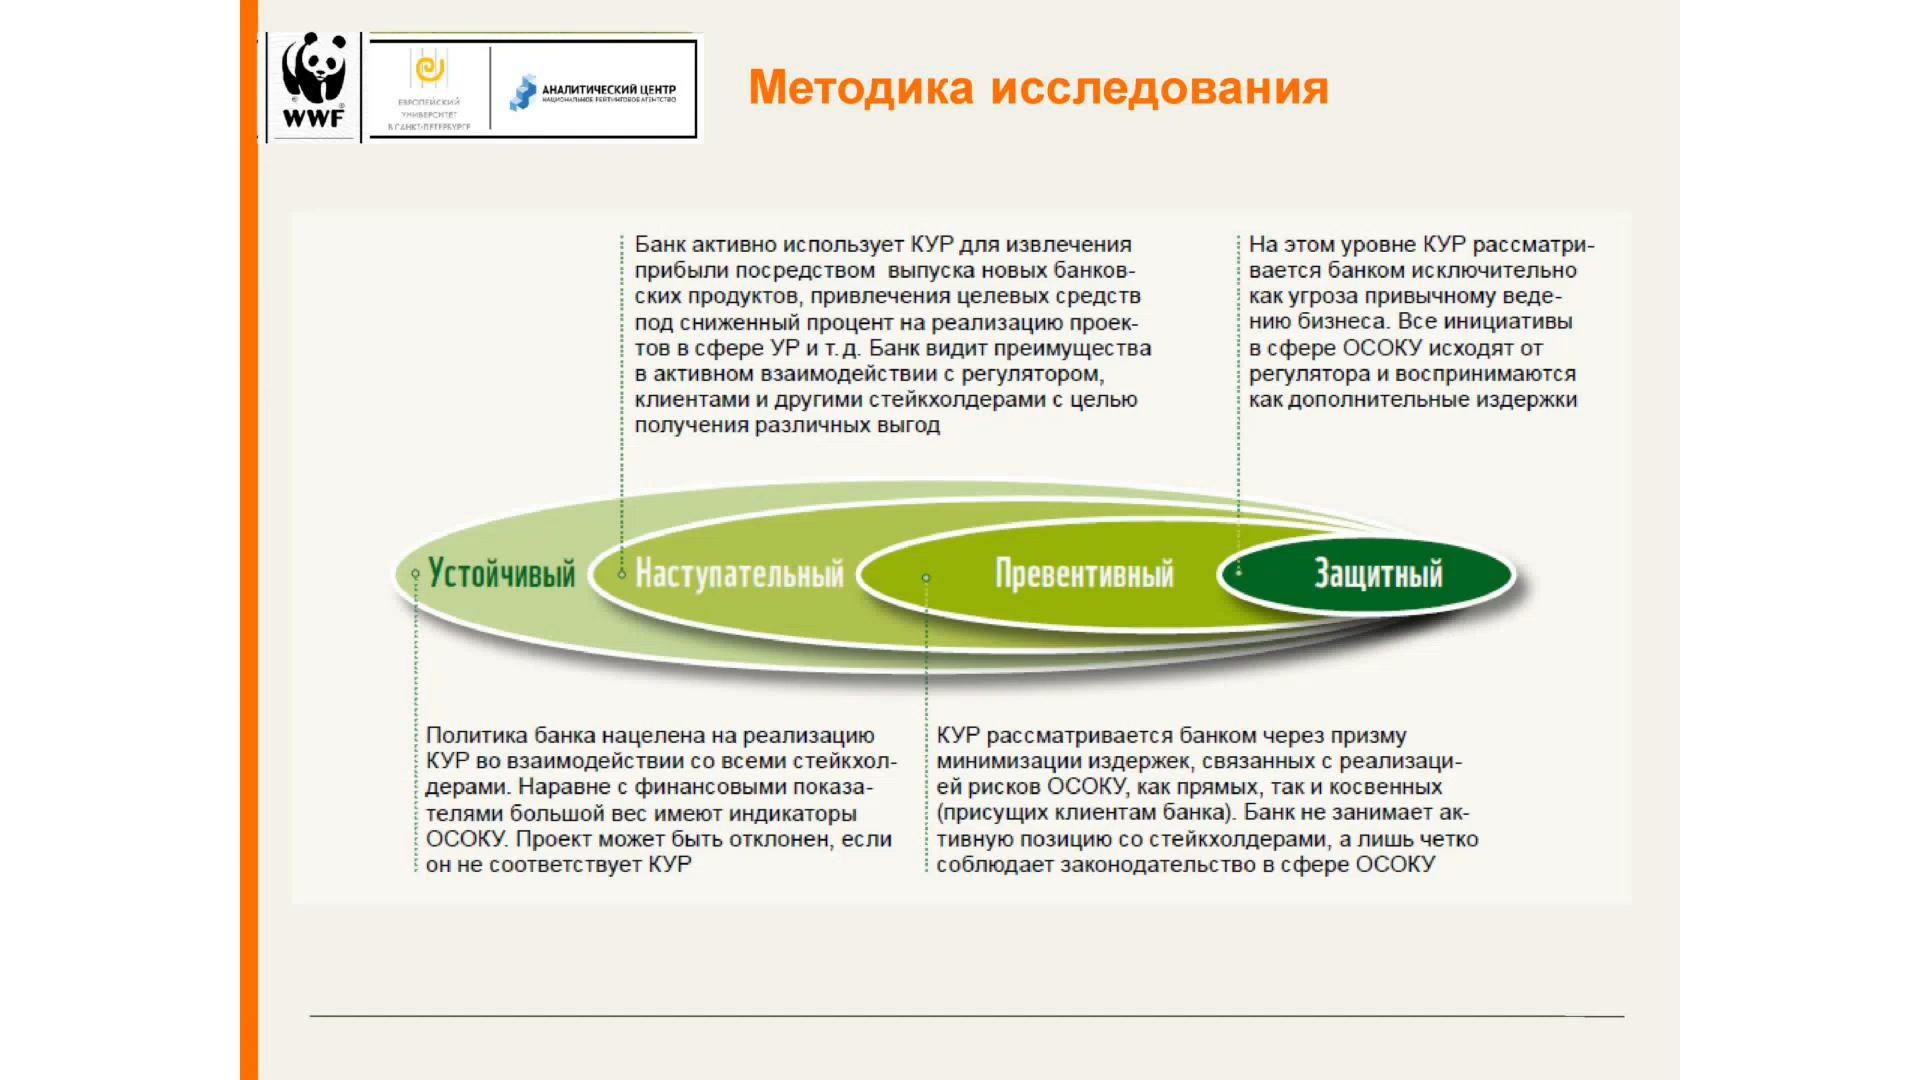 WWF
ЕВРОПЕЙСКИЙ
УНИВЕРСИТЕТ
В САНКТ-ПЕТЕРБУРГЕ
АНАЛИТИЧЕСКИЙ ЦЕНТР
НАЦИОНАЛЬНОЕ РЕЙТИНГОВОЕ АГЕНТСТВО
Методика исследования
Банк активно использует КУР для извлечения
прибыли посредством выпуска новых банков-
ских продуктов, привлечения целевых средств
под сниженный процент на реализацию проек-
тов в сфере УР и т. д. Банк видит преимущества
в активном взаимодействии с регулятором,
клиентами и другими стейкхолдерами с целью
получения различных выгод
На этом уровне КУР рассматри-
вается банком исключительно
как угроза привычному веде-
нию бизнеса. Все инициативы
в сфере ОСОКУ исходят от
регулятора и воспринимаются
как дополнительные издержки
Устойчивый
Наступательный
Превентивный
Защитный
Политика банка нацелена на реализацию
КУР во взаимодействии со всеми стейкхол-
дерами. Наравне с финансовыми показа-
телями большой вес имеют индикаторы
ОСОКУ. Проект может быть отклонен, если
он не соответствует КУР
КУР рассматривается банком через призму
минимизации издержек, связанных с реализаци-
ей рисков ОСОКУ, как прямых, так и косвенных
(присущих клиентам банка). Банк не занимает ак-
тивную позицию со стейкхолдерами, а лишь четко
соблюдает законодательство в сфере ОСОКУ